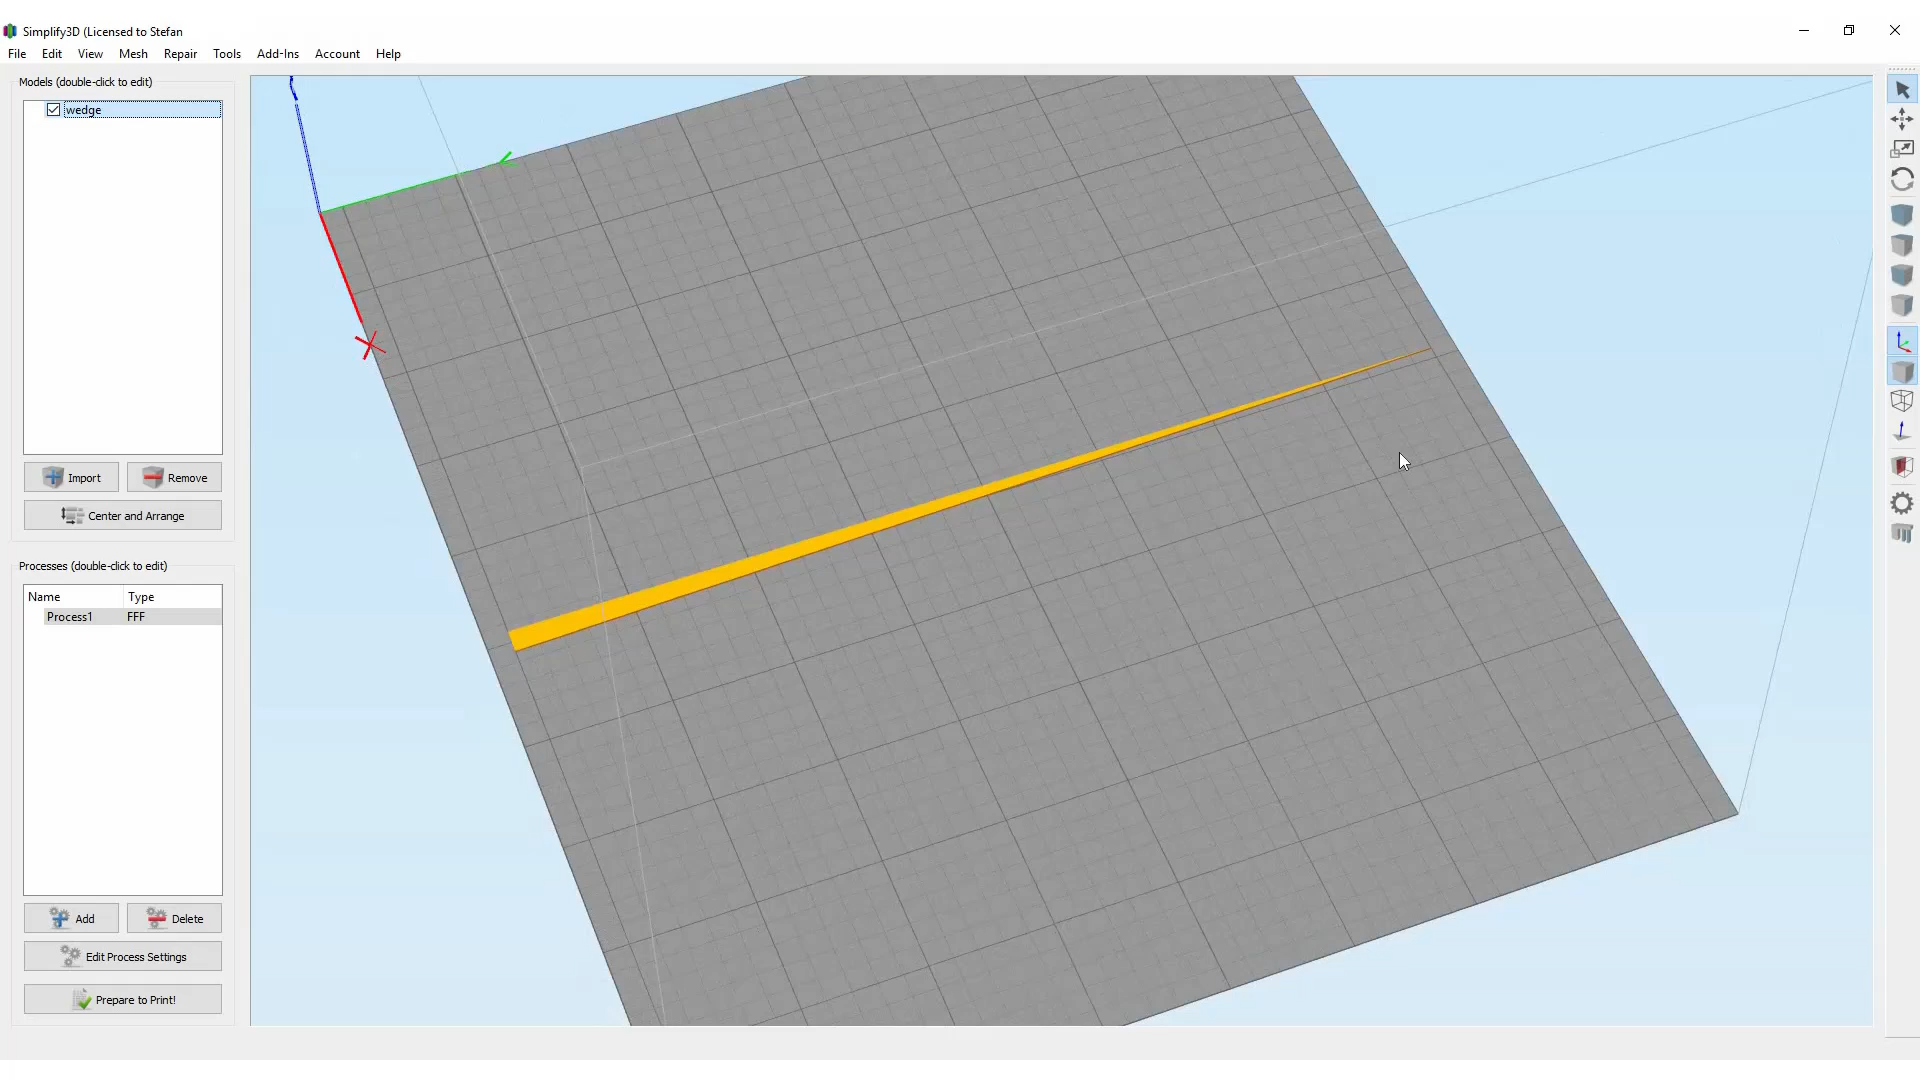 Simplify3D (Licensed to Stefan
File Edit View Mesh Repair Tools Add-Ins Account Help
Models (double-click to edit)
wedge
Import Remove
Center and Arrange
Processes (double-click to edit)
Name Type
Process1 FFF
Add Delete
Edit Process Settings
Prepare to Print!